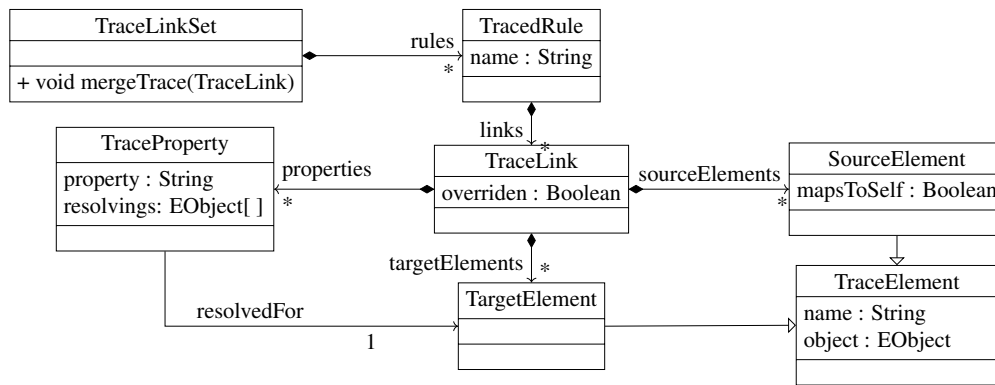 TraceLinkSet
+ void mergeTrace(TraceLink)
rules
*
TracedRule
name : String
links
*
TraceProperty
property : String
resolvings: EObject[ ]
properties
*
TraceLink
overriden : Boolean
sourceElements
*
SourceElement
mapsToSelf : Boolean
targetElements
*
resolvedFor
1
TargetElement
TraceElement
name : String
object : EObject